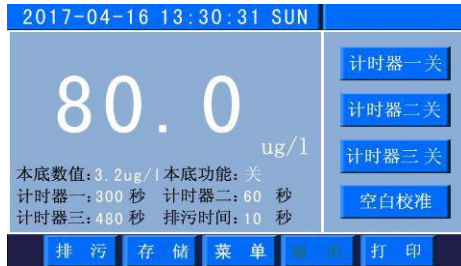 2017-04-16 13:30:31 SUN
计时器一关
80.0
ug/l
计时器二关
计时器三关
本底数值:3.2ug/l 本底功能:关
计时器一:300 秒 计时器二:60 秒
空白校准
计时器三:480 秒 排污时间:10 秒
排 污 存 储 菜 单 退 出 打 印